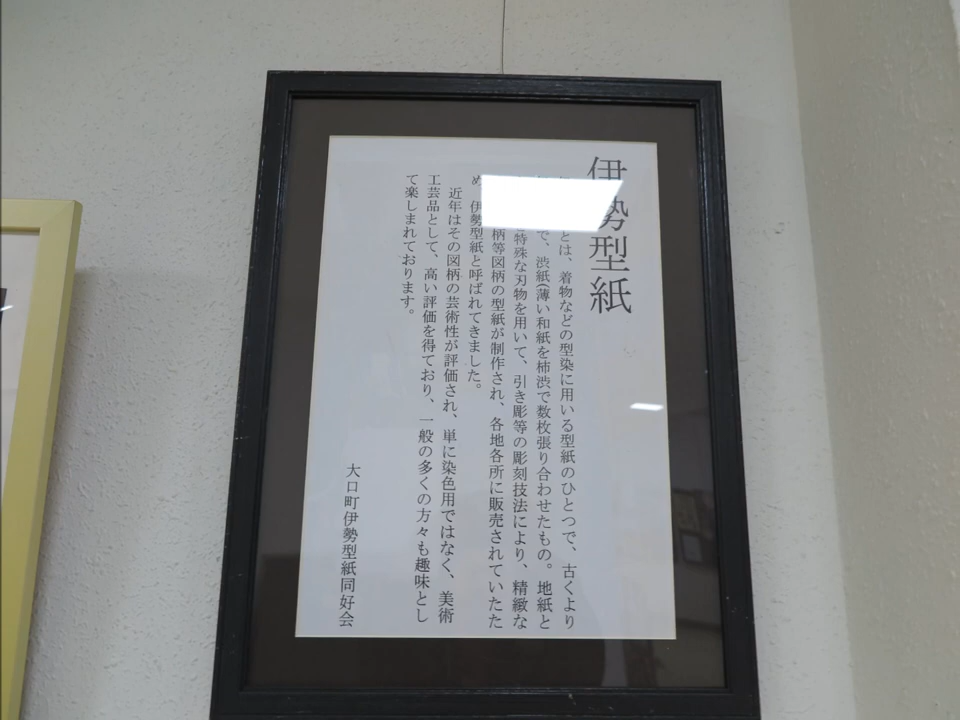 伊勢型紙
とは、着物などの型染に用いる型紙のひとつで、古くより
で、渋紙(薄い和紙を柿渋で数枚張り合わせたもの。地紙と
特殊な刃物を用いて、引き彫等の彫刻技法により、精緻な
柄等図柄の型紙が制作され、各地各所に販売されていたた
め、伊勢型紙と呼ばれてきました。
近年はその図柄の芸術性が評価され、単に染色用ではなく、美術
工芸品として、高い評価を得ており、一般の多くの方々も趣味とし
て楽しまれております。
大口町伊勢型紙同好会